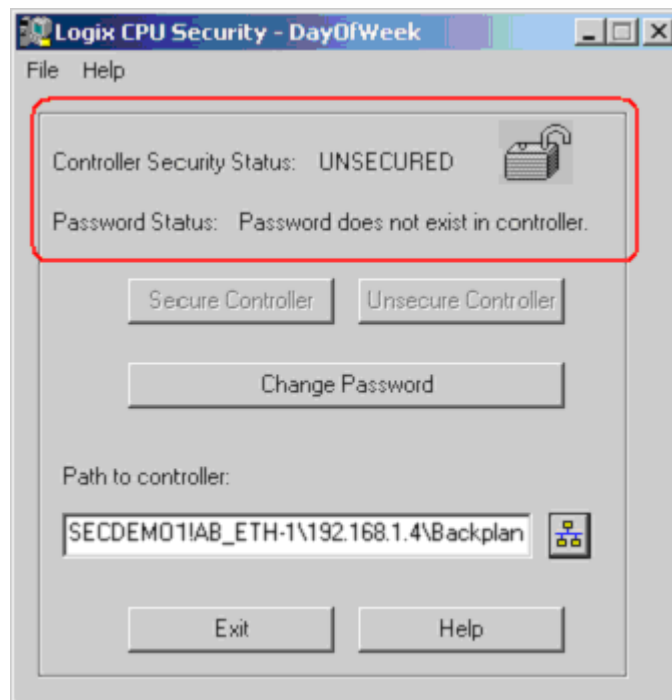 Logix CPU Security - DayOfWeek
File Help
Controller Security Status: UNSECURED
Password Status: Password does not exist in controller.
Secure Controller Unsecure Controller
Change Password
Path to controller:
SECDEMO1!AB_ETH-1\192.168.1.4\Backplan
Exit Help